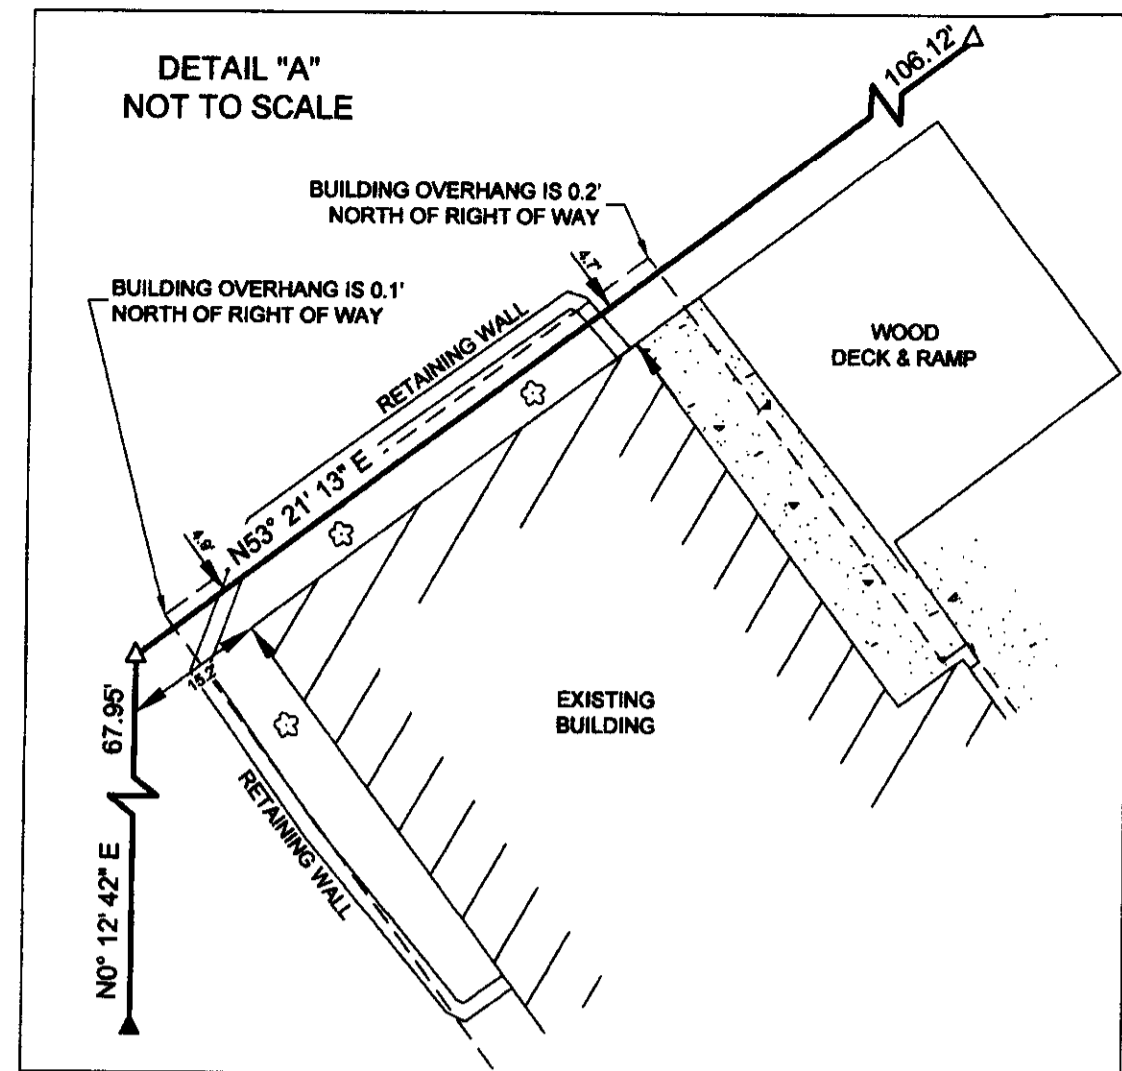 DETAIL "A"
NOT TO SCALE
106.12'
BUILDING OVERHANG IS 0.2'
NORTH OF RIGHT OF WAY
4.7'
BUILDING OVERHANG IS 0.1'
NORTH OF RIGHT OF WAY
RETAINING WALL
WOOD
DECK & RAMP
N53° 21' 13" E
15.2'
67.95'
EXISTING
BUILDING
RETAINING WALL
N0° 12' 42" E